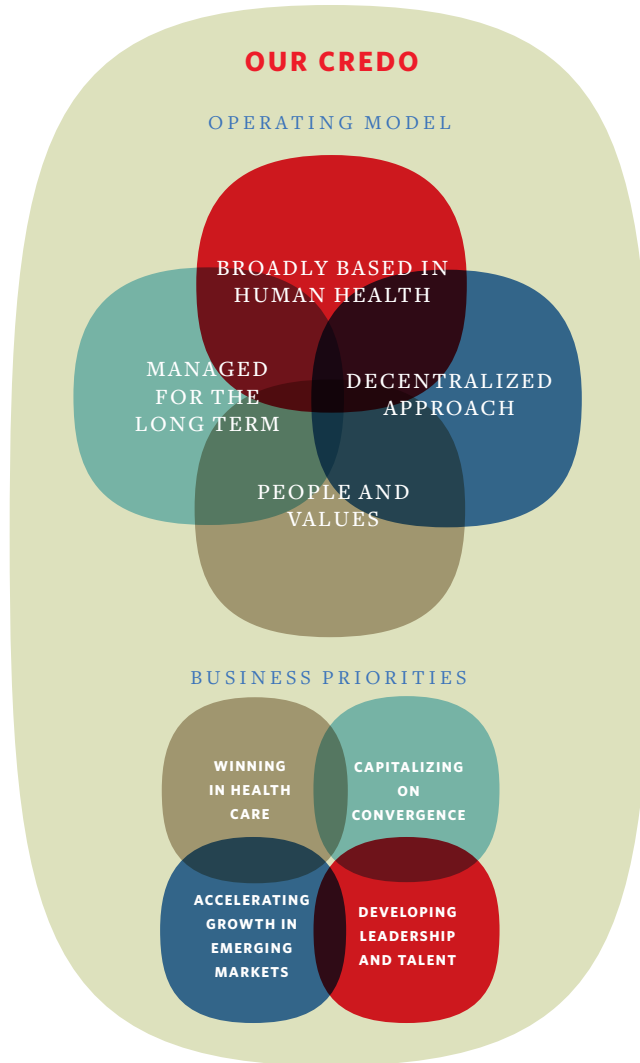 OUR CREDO
OPERATING MODEL
BROADLY BASED IN
HUMAN HEALTH
MANAGED
FOR THE
LONG TERM
DECENTRALIZED
APPROACH
PEOPLE AND
VALUES
BUSINESS PRIORITIES
WINNING
IN HEALTH
CARE
CAPITALIZING
ON
CONVERGENCE
ACCELERATING
GROWTH IN
EMERGING
MARKETS
DEVELOPING
LEADERSHIP
AND TALENT